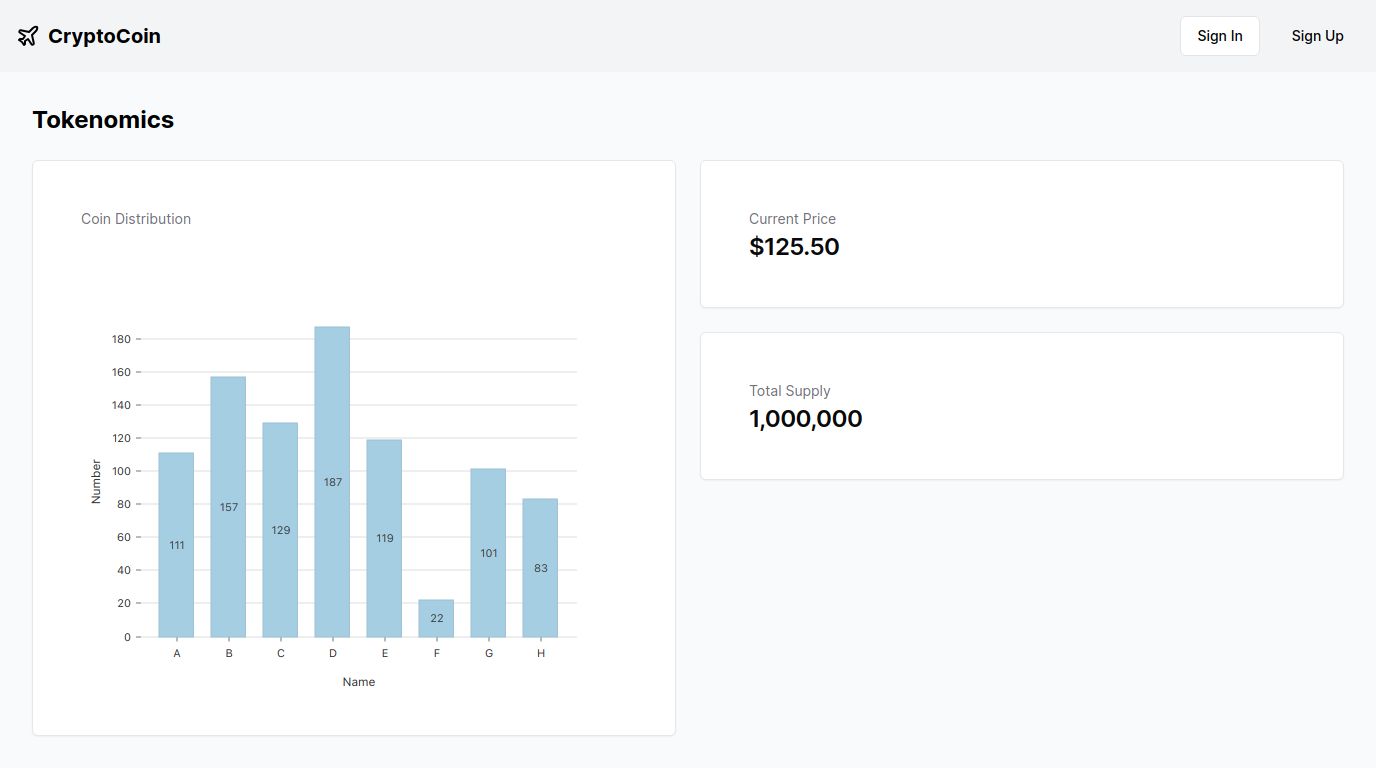 CryptoCoin
Sign In
Sign Up
Tokenomics
Coin Distribution
180
160
140
120
100
80
60
40
20
0
Number
111
157
129
187
119
22
101
83
A B C D E F G H
Name
Current Price
$125.50
Total Supply
1,000,000